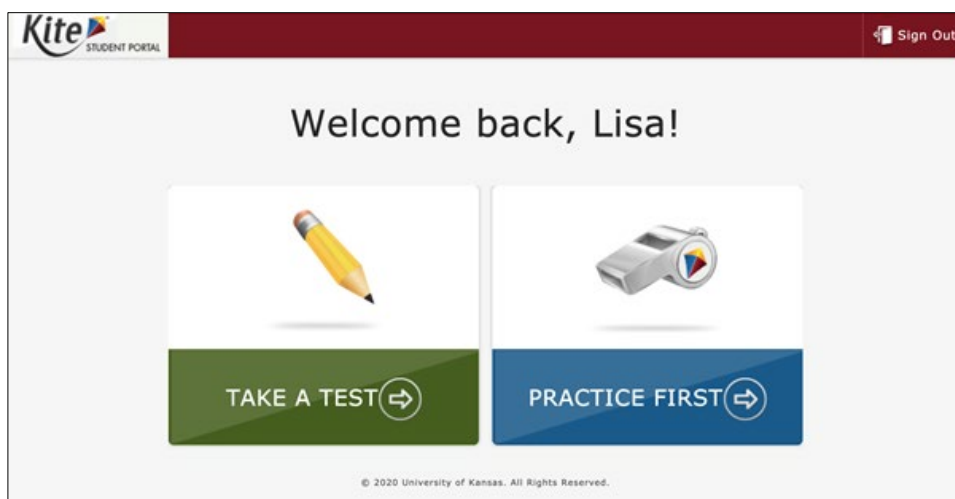 Kite
STUDENT PORTAL
Sign Out
Welcome back, Lisa!
TAKE A TEST
PRACTICE FIRST
© 2020 University of Kansas. All Rights Reserved.